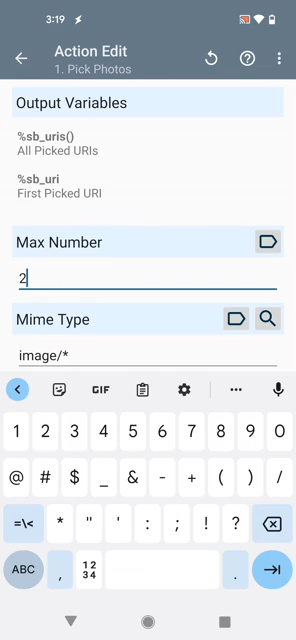 3:19
Action Edit
1. Pick Photos
Output Variables
%sb_uris()
All Picked URIs
%sb_uri
First Picked URI
Max Number
2
Mime Type
image/*
GIF
1 2 3 4 5 6 7 8 9 0
@ # $ _ & - + ( ) /
=\< * " ' : ; ! ?
ABC , 12 34 .